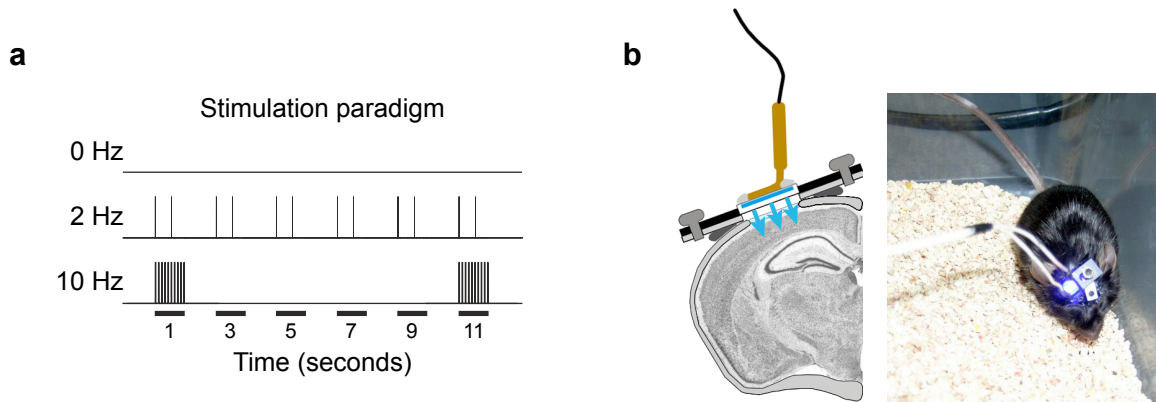 a
Stimulation paradigm
0 Hz
2 Hz
10 Hz
1 3 5 7 9 11
Time (seconds)
b